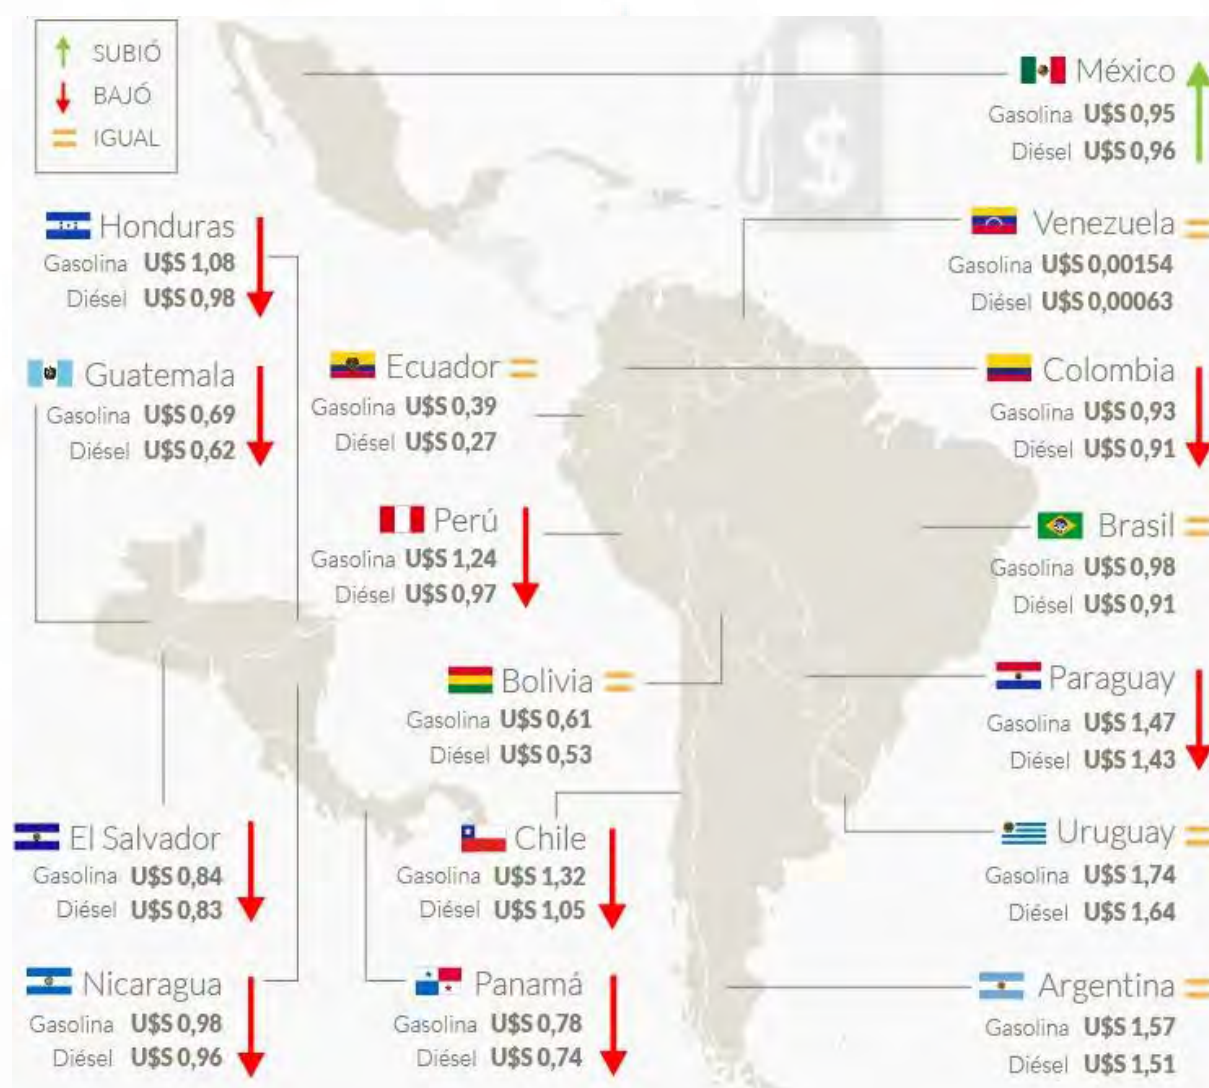 SUBIÓ
BAJÓ
IGUAL
$
México
Gasolina U$S 0,95
Diésel U$S 0,96
Honduras
Gasolina U$S 1,08
Diésel U$S 0,98
Venezuela
Gasolina U$S 0,00154
Diésel U$S 0,00063
Guatemala
Gasolina U$S 0,69
Diésel U$S 0,62
Ecuador
Gasolina U$S 0,39
Diésel U$S 0,27
Colombia
Gasolina U$S 0,93
Diésel U$S 0,91
Perú
Gasolina U$S 1,24
Diésel U$S 0,97
Brasil
Gasolina U$S 0,98
Diésel U$S 0,91
Bolivia
Gasolina U$S 0,61
Diésel U$S 0,53
Paraguay
Gasolina U$S 1,47
Diésel U$S 1,43
El Salvador
Gasolina U$S 0,84
Diésel U$S 0,83
Chile
Gasolina U$S 1,32
Diésel U$S 1,05
Uruguay
Gasolina U$S 1,74
Diésel U$S 1,64
Nicaragua
Gasolina U$S 0,98
Diésel U$S 0,96
Panamá
Gasolina U$S 0,78
Diésel U$S 0,74
Argentina
Gasolina U$S 1,57
Diésel U$S 1,51